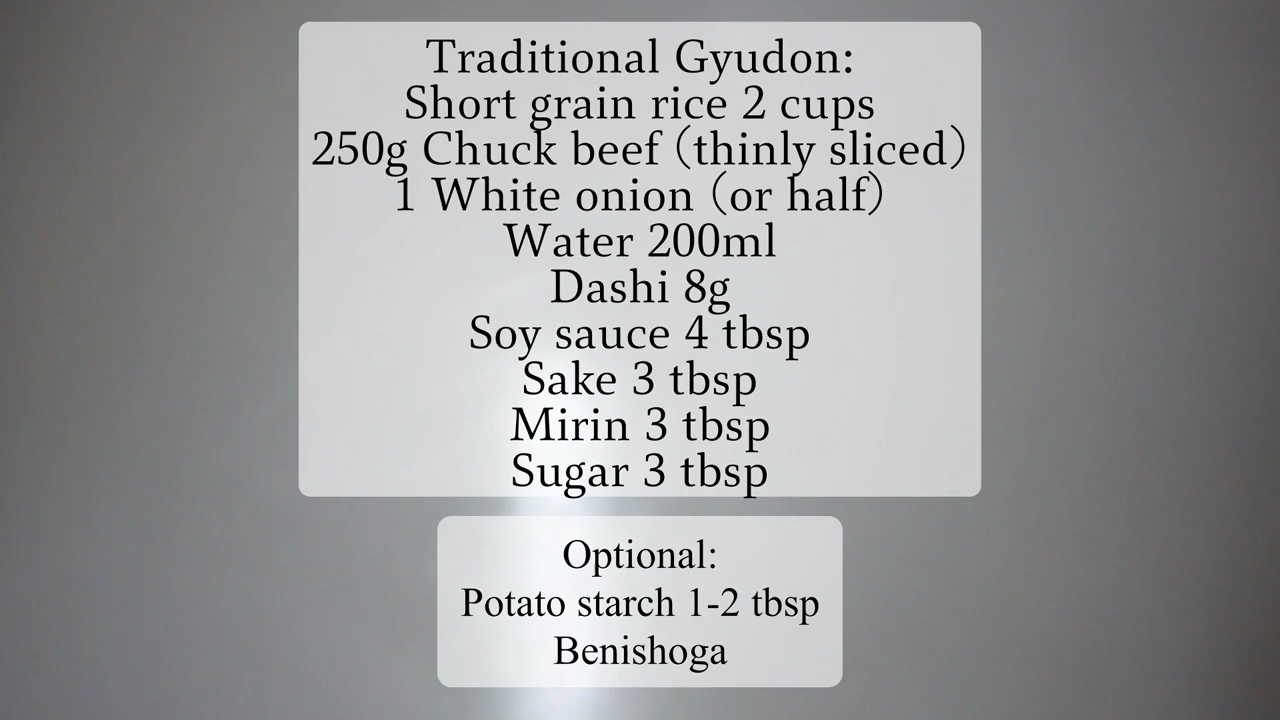 Traditional Gyudon:
Short grain rice 2 cups
250g Chuck beef (thinly sliced)
1 White onion (or half)
Water 200ml
Dashi 8g
Soy sauce 4 tbsp
Sake 3 tbsp
Mirin 3 tbsp
Sugar 3 tbsp
Optional:
Potato starch 1-2 tbsp
Benishoga